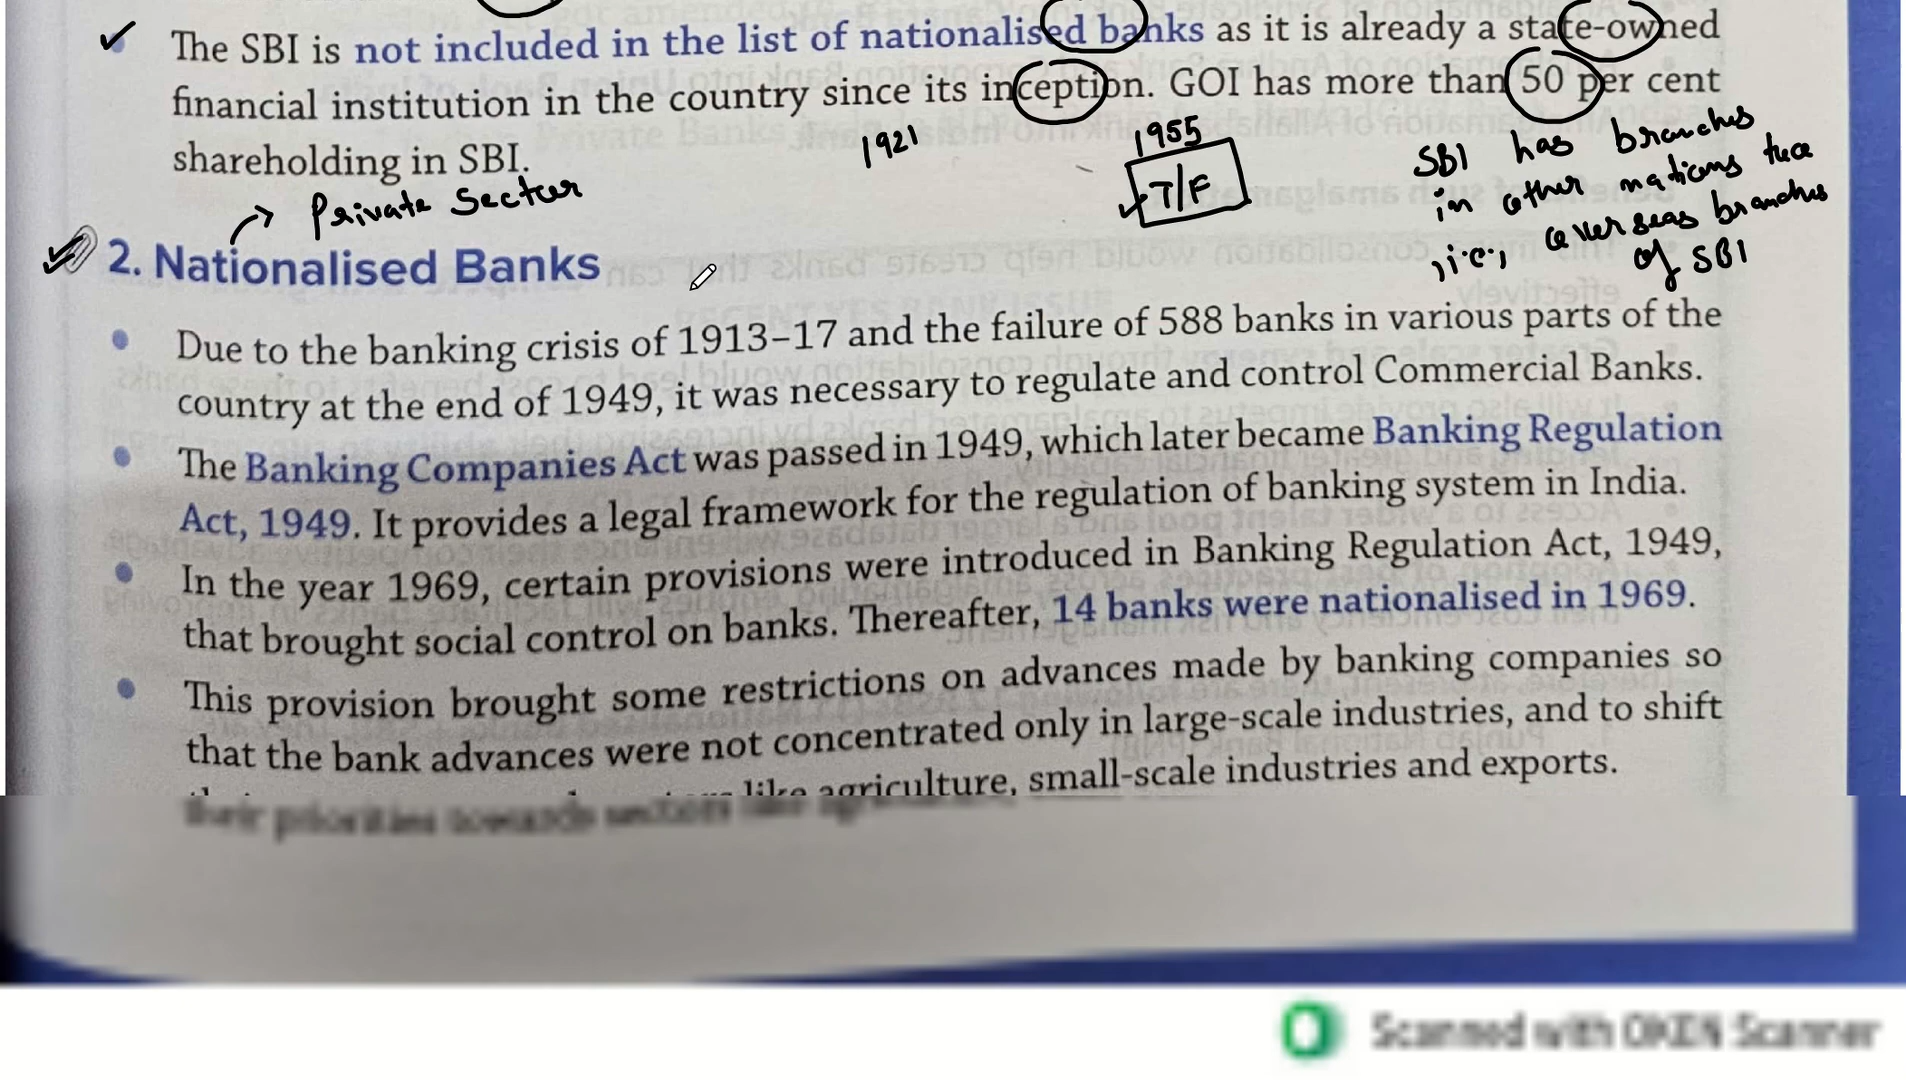 The SBI is not included in the list of nationalised banks as it is already a state-owned
financial institution in the country since its inception. GOI has more than 50 per cent
shareholding in SBI.
1921
1955
T/F
SBI has branches
in other nations too
,i.e., overseas branches
of SBI
→ Private Sector
2. Nationalised Banks
• Due to the banking crisis of 1913–17 and the failure of 588 banks in various parts of the
country at the end of 1949, it was necessary to regulate and control Commercial Banks.
• The Banking Companies Act was passed in 1949, which later became Banking Regulation
Act, 1949. It provides a legal framework for the regulation of banking system in India.
• In the year 1969, certain provisions were introduced in Banking Regulation Act, 1949,
that brought social control on banks. Thereafter, 14 banks were nationalised in 1969.
• This provision brought some restrictions on advances made by banking companies so
that the bank advances were not concentrated only in large-scale industries, and to shift
their priorities towards sectors like agriculture, small-scale industries and exports.
Scanned with OKEN Scanner